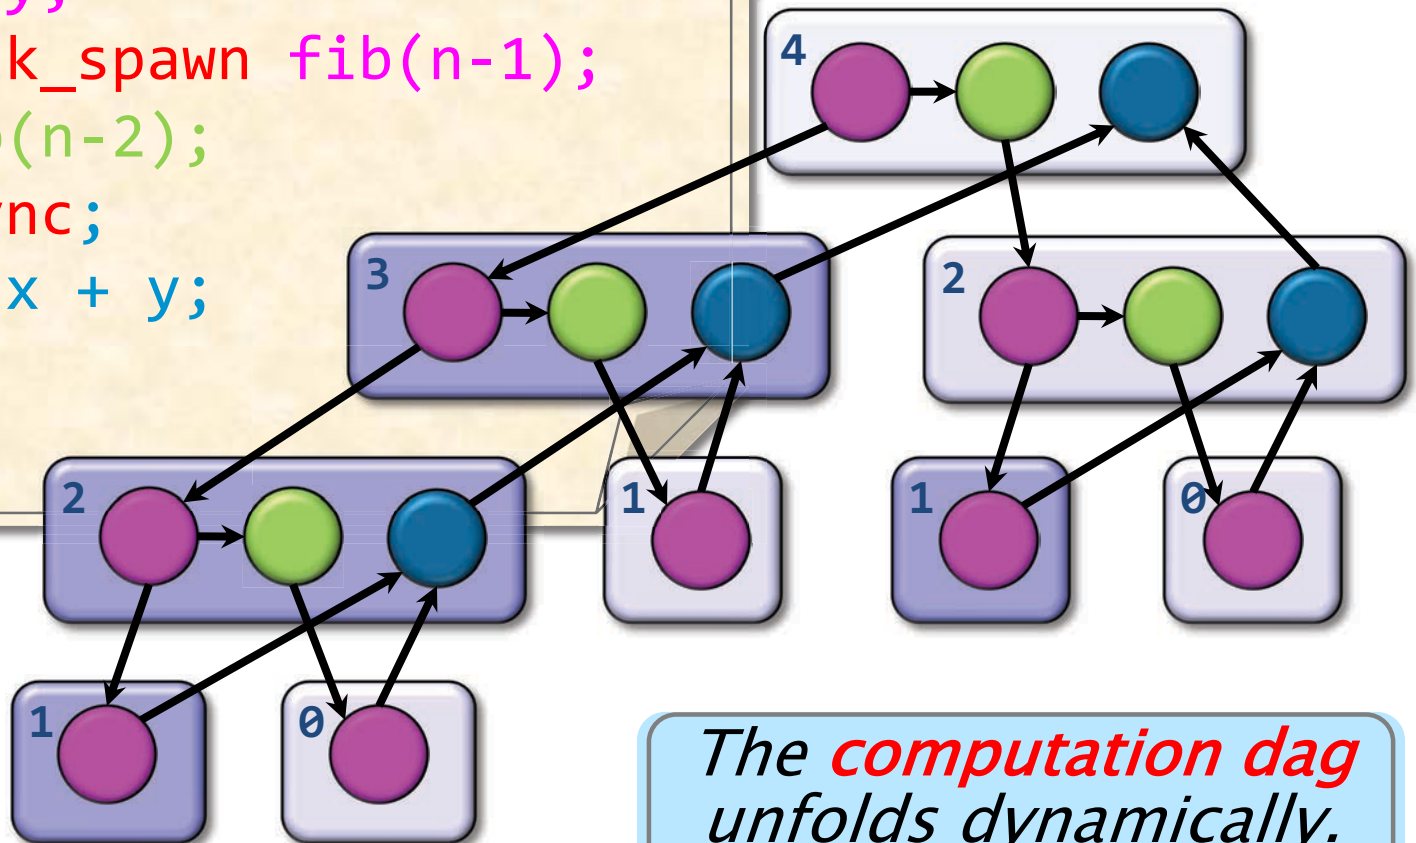 y;
k_spawn fib(n-1);
(n-2);
nc;
x + y;
4
3
2
2
1
1
0
1
0
The computation dag
unfolds dynamically.